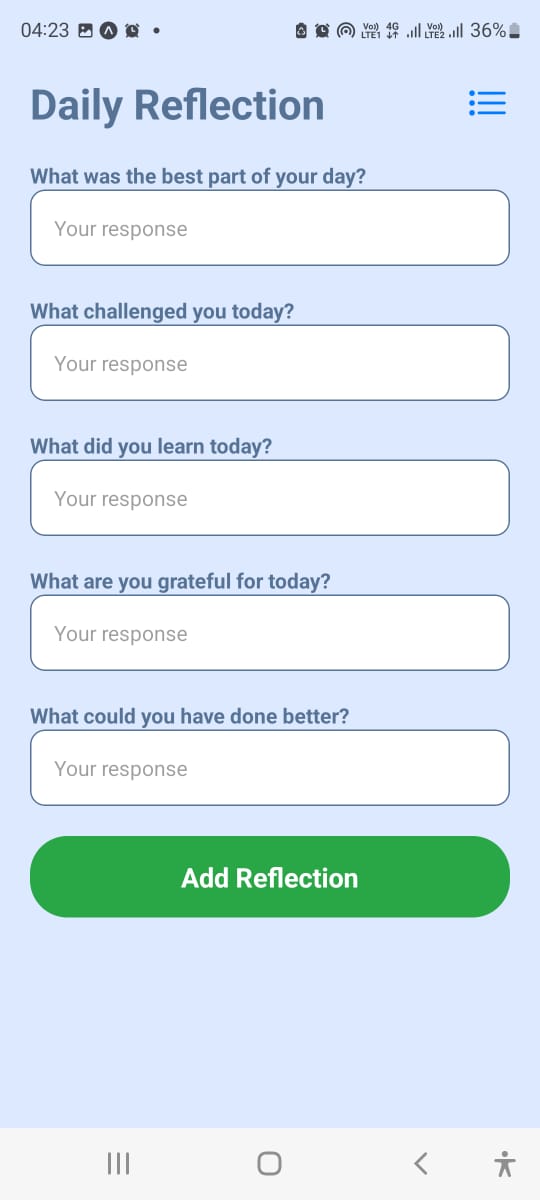 04:23 Vo)) LTE1 4G Vo)) LTE2 36%
Daily Reflection
What was the best part of your day?
Your response
What challenged you today?
Your response
What did you learn today?
Your response
What are you grateful for today?
Your response
What could you have done better?
Your response
Add Reflection